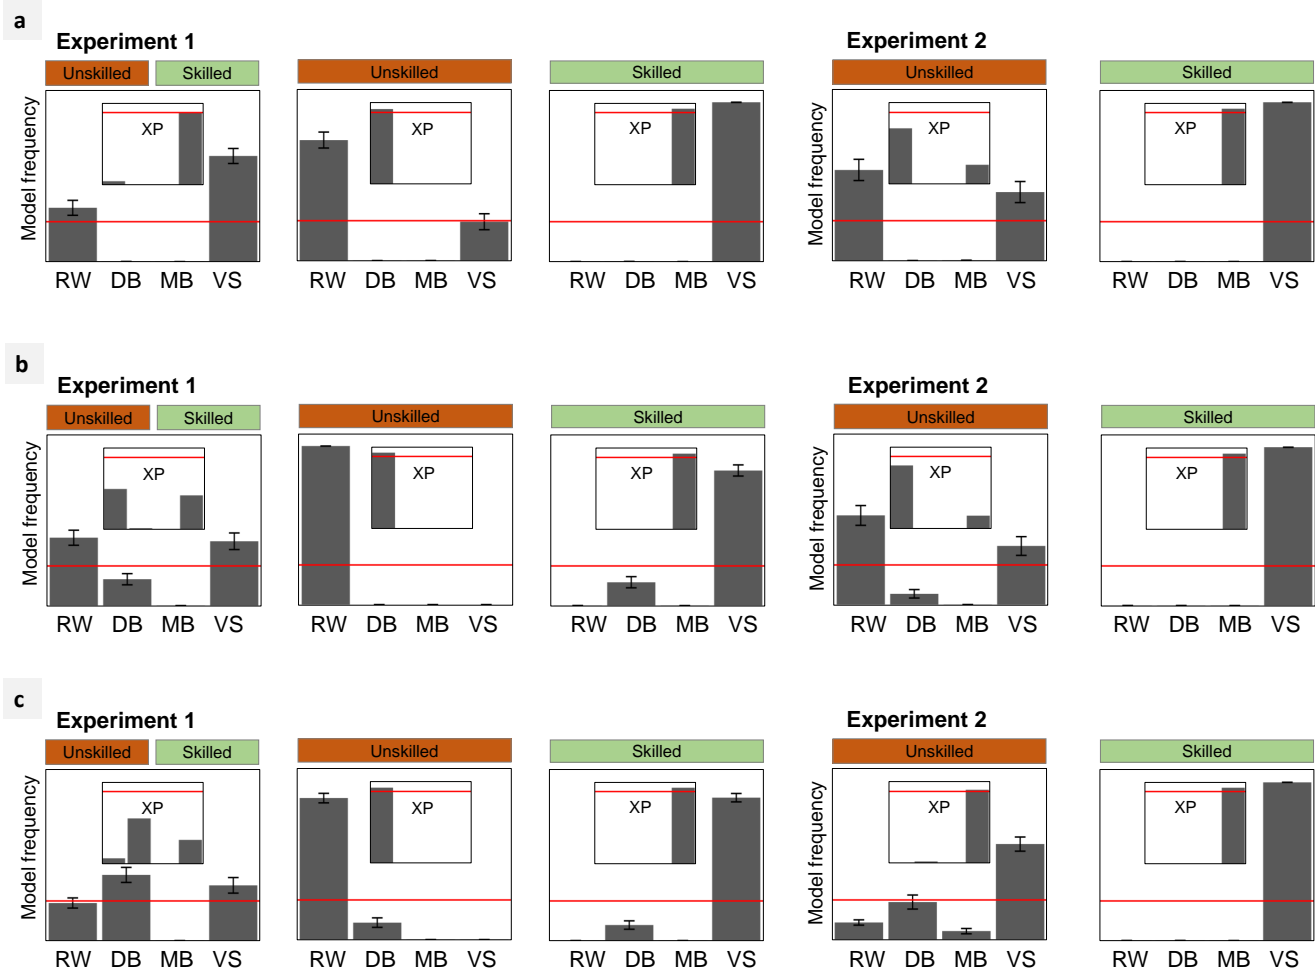 a
Experiment 1
Experiment 2
Unskilled Skilled Unskilled Skilled Unskilled Skilled
Model frequency
XP XP XP Model frequency XP XP
RW DB MB VS RW DB MB VS RW DB MB VS RW DB MB VS RW DB MB VS
b
Experiment 1
Experiment 2
Unskilled Skilled Unskilled Skilled Unskilled Skilled
Model frequency
XP XP XP Model frequency XP XP
RW DB MB VS RW DB MB VS RW DB MB VS RW DB MB VS RW DB MB VS
c
Experiment 1
Experiment 2
Unskilled Skilled Unskilled Skilled Unskilled Skilled
Model frequency
XP XP XP Model frequency XP XP
RW DB MB VS RW DB MB VS RW DB MB VS RW DB MB VS RW DB MB VS